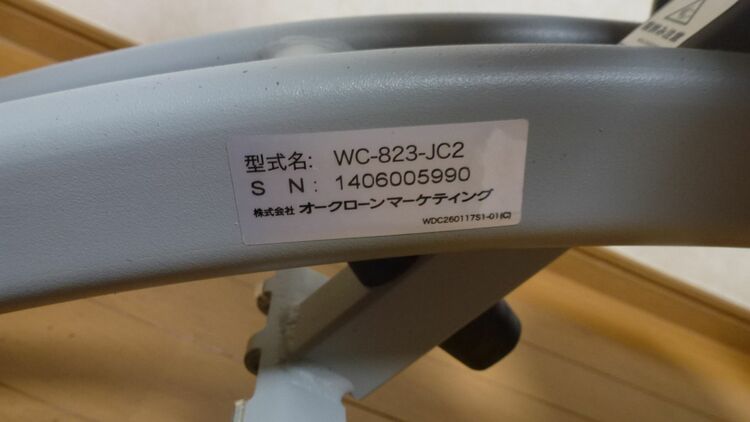 型式名: WC-823-JC2
S N: 1406005990
株式会社 オークローンマーケティング
WDC260117S1-01(C)